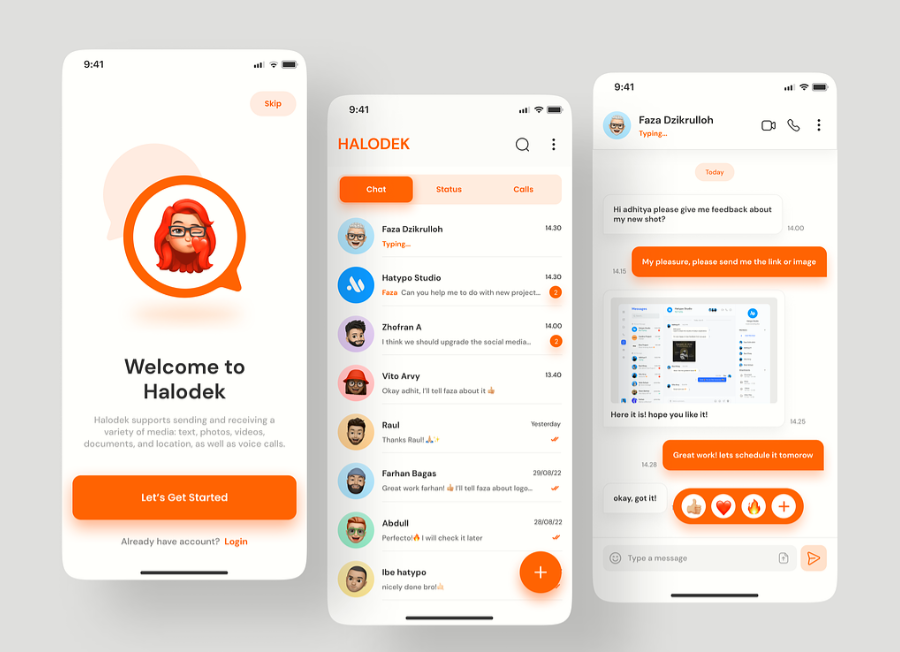 9:41
Skip
Welcome to
Halodek
Halodek supports sending and receiving a
variety of media: text, photos, videos,
documents, and location, as well as voice calls.
Let's Get Started
Already have account? Login
9:41
HALODEK
Chat Status Calls
Faza Dzikrulloh 14.30
Typing...
Hatypo Studio 14.30
Faza Can you help me to do with new project... 2
Zhofran A 14.00
I think we should upgrade the social media... 2
Vito Arvy 13.40
Okay adhit, I'll tell faza about it 👍
Raul Yesterday
Thanks Raul! 🙏✨
Farhan Bagas 29/08/22
Great work farhan! 👍 I'll tell faza about logo...
Abdull 28/08/22
Perfecto!🔥 I will check it later
Ibe hatypo
nicely dane bro!👍
9:41
Faza Dzikrulloh
Typing...
Today
Hi adhitya please give me feedback about
my new shot?
14.00
My pleasure, please send me the link or image
14.15
Here it is! hope you like it!
14.25
Great work! lets schedule it tomorow
14.28
okay, got it!
Type a message